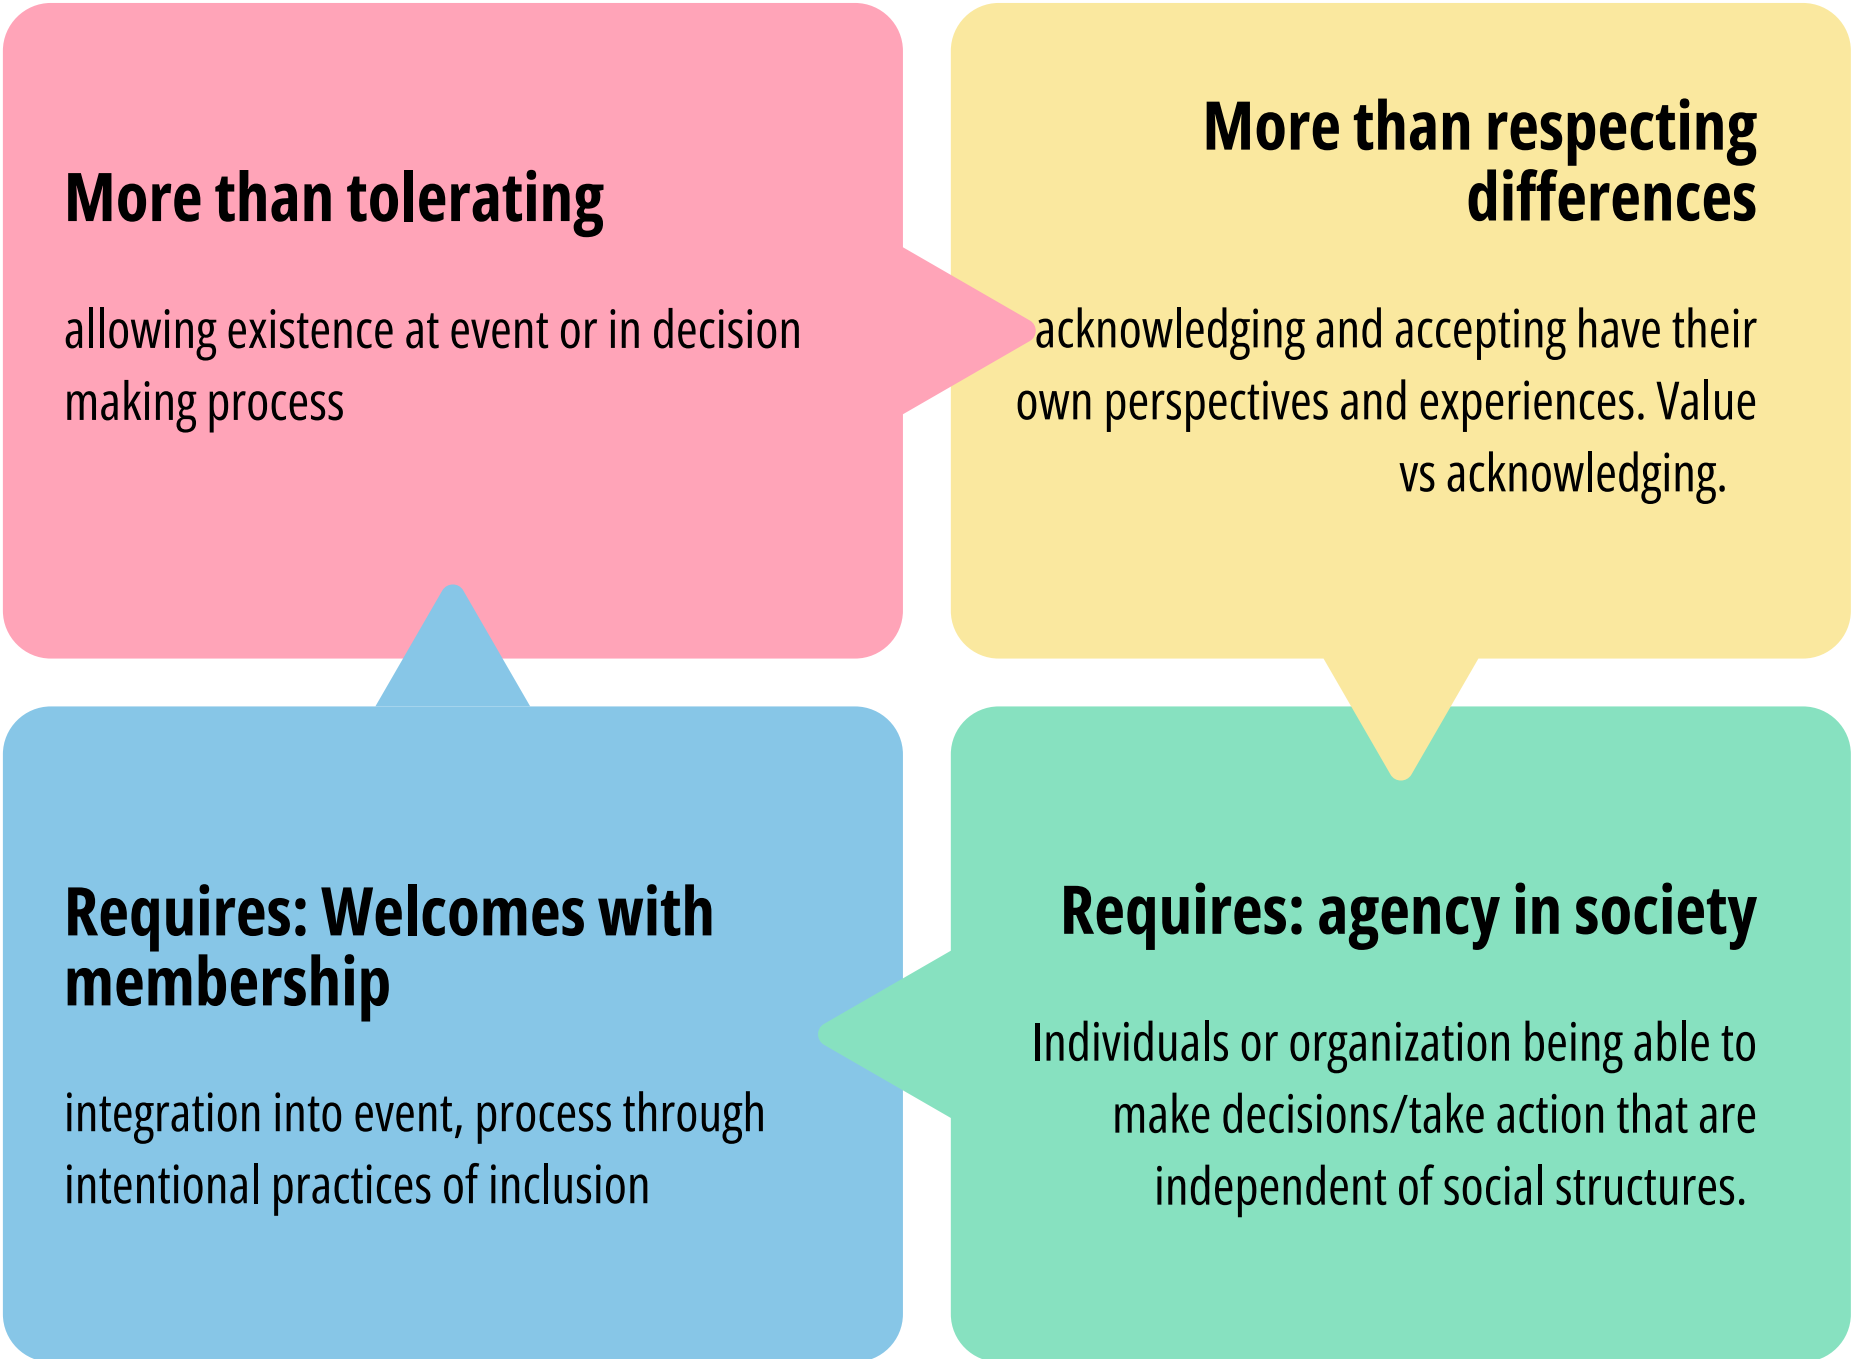 More than tolerating
allowing existence at event or in decision
making process
More than respecting
differences
acknowledging and accepting have their
own perspectives and experiences. Value
vs acknowledging.
Requires: Welcomes with
membership
integration into event, process through
intentional practices of inclusion
Requires: agency in society
Individuals or organization being able to
make decisions/take action that are
independent of social structures.